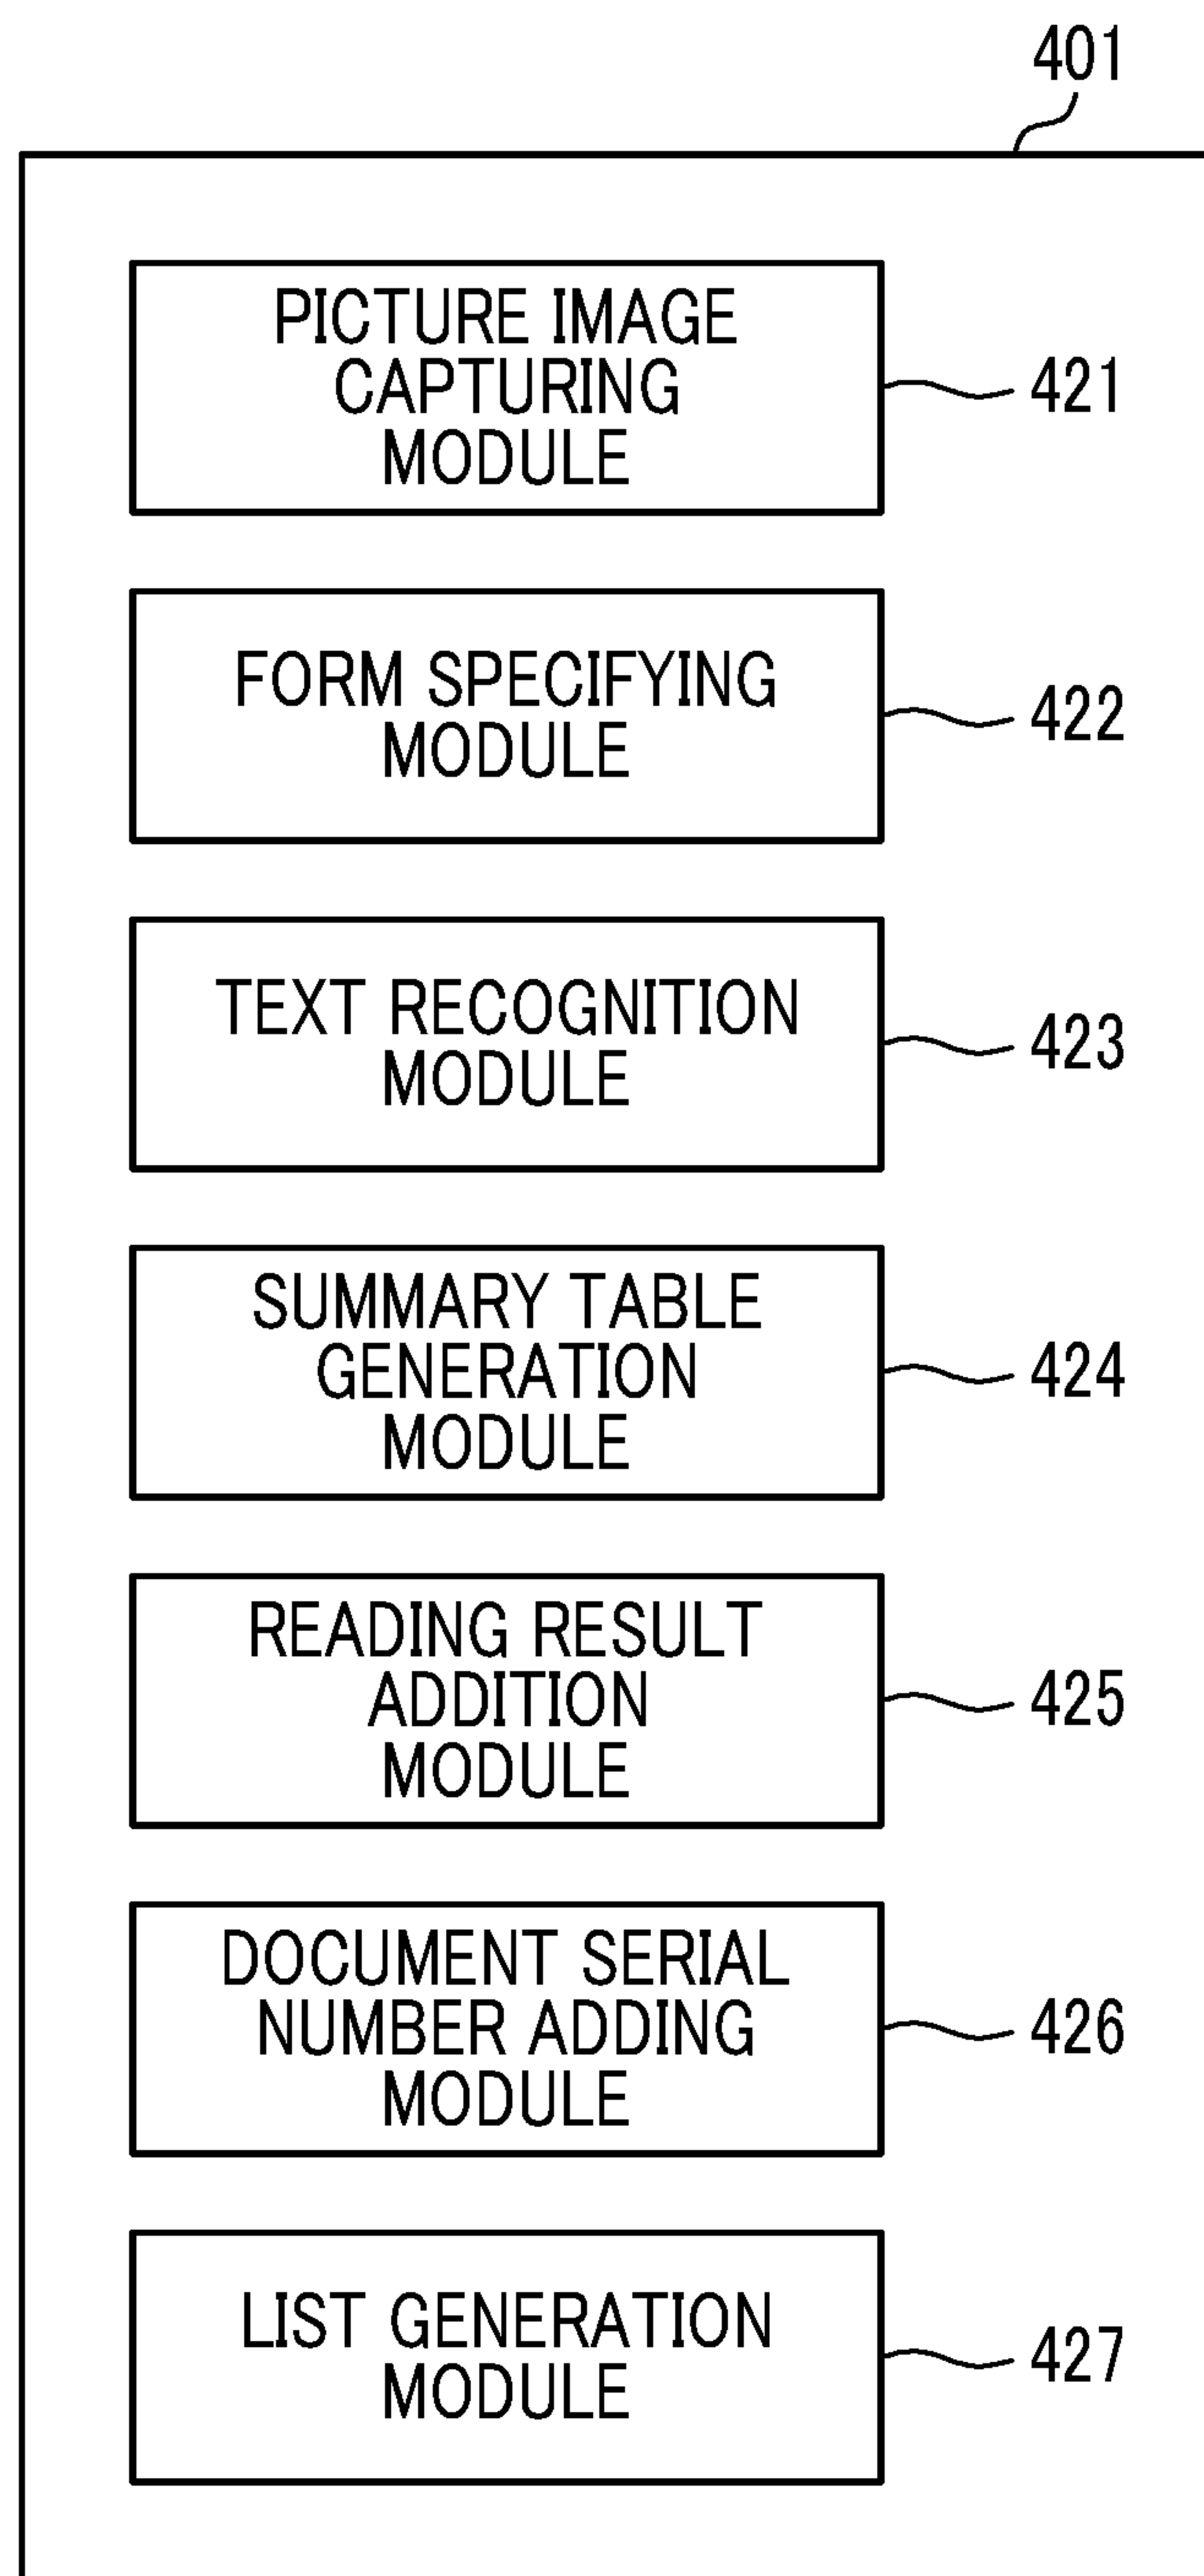 401
PICTURE IMAGE
CAPTURING
MODULE
421
FORM SPECIFYING
MODULE
422
TEXT RECOGNITION
MODULE
423
SUMMARY TABLE
GENERATION
MODULE
424
READING RESULT
ADDITION
MODULE
425
DOCUMENT SERIAL
NUMBER ADDING
MODULE
426
LIST GENERATION
MODULE
427